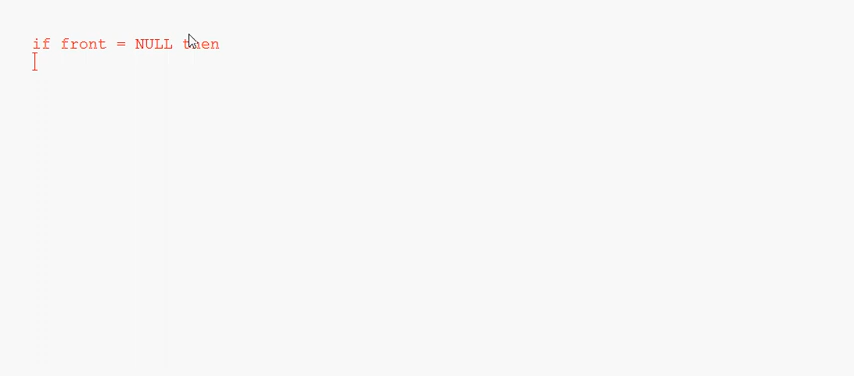 if front = NULL then